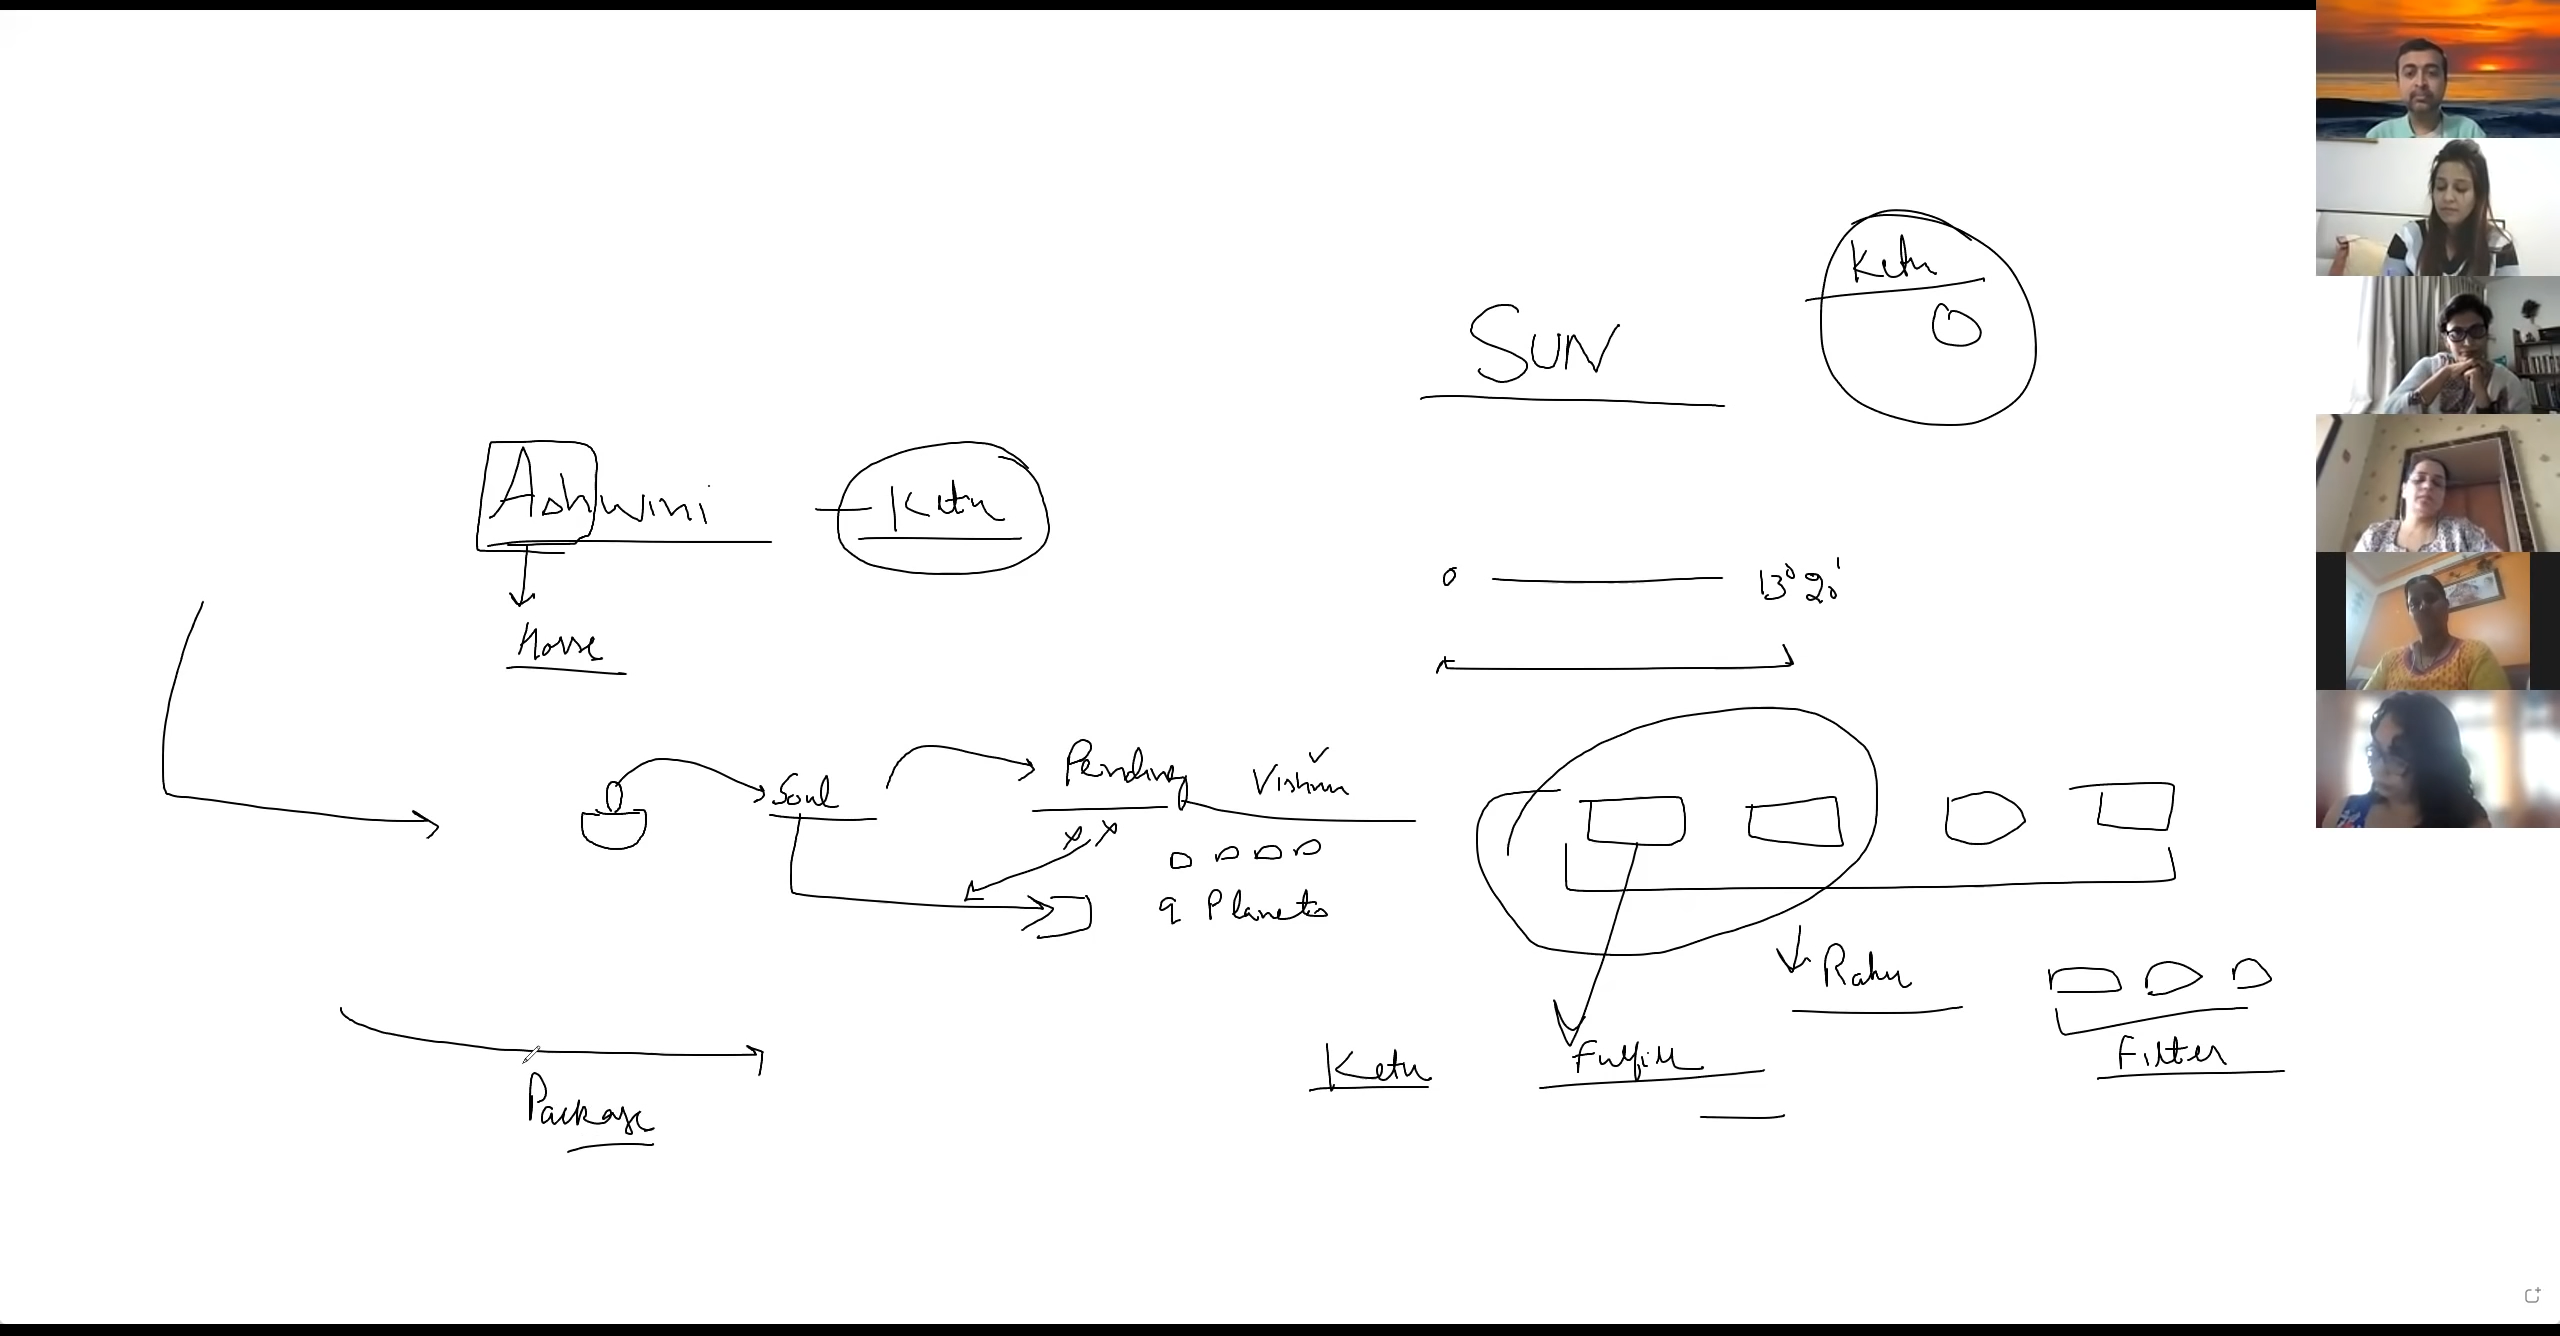 Ketu
SUN
Ashwini
Ketu
0
13° 20'
Horse
Soul
Pending
Vishnu
9 Planets
Rahu
Ketu
Fulfill
Filter
Package